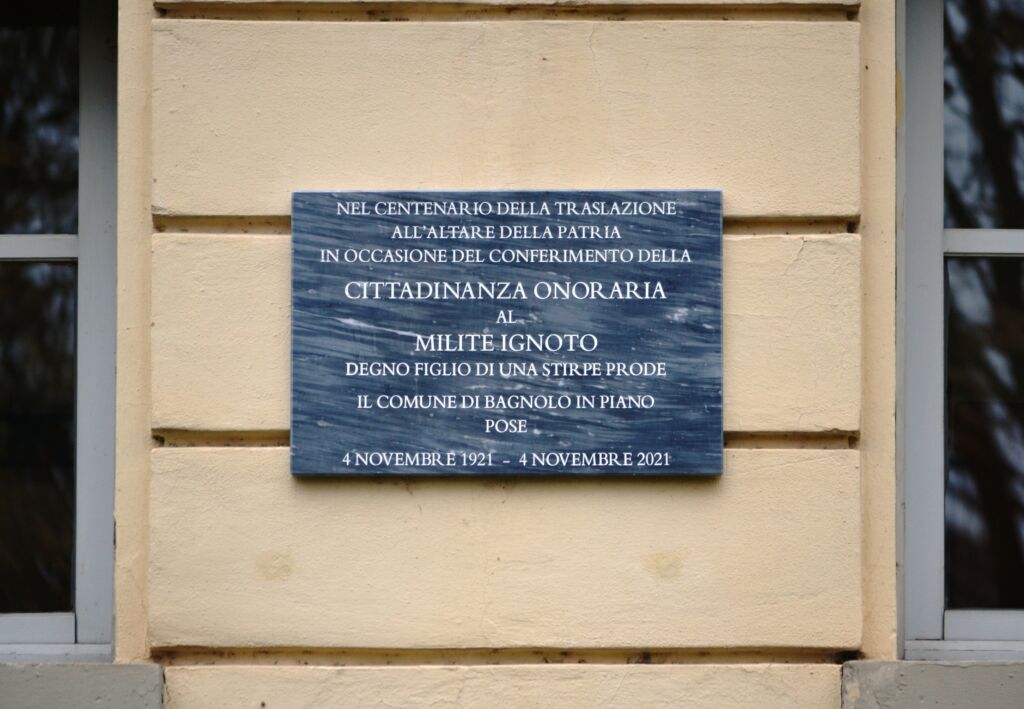 NEL CENTENARIO DELLA TRASLAZIONE
ALL'ALTARE DELLA PATRIA
IN OCCASIONE DEL CONFERIMENTO DELLA
CITTADINANZA ONORARIA
AL
MILITE IGNOTO
DEGNO FIGLIO DI UNA STIRPE PRODE
IL COMUNE DI BAGNOLO IN PIANO
POSE
4 NOVEMBRE 1921 – 4 NOVEMBRE 2021